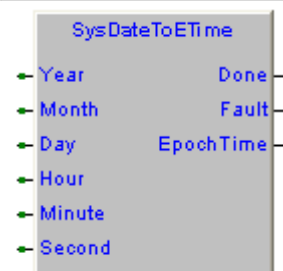 SysDateToETime
Year Done
Month Fault
Day EpochTime
Hour
Minute
Second